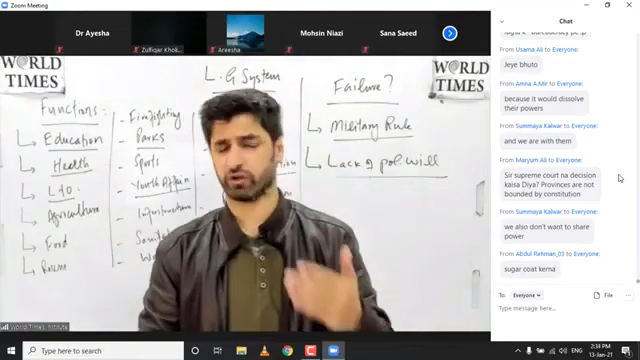 Zoom Meeting
Dr Ayesha
Zulfiqar Khok...
Areesha
Mohsin Niazi
Sana Saeed
WORLD
TIMES
WORLD
TIMES
L.G System
Functions:
Education
Health
L&O
Agriculture
Food
Firefighting
Parks
Sports
Youth Affairs
Infrastructure
Failure?
Military Rule
Lack of pol. will
World Times Institute
Chat
From Usama Ali to Everyone:
Jeye bhuto
From Amna A.Mir to Everyone:
because it would dissolve
their powers
From Summaya Kalwar to Everyone:
and we are with them
From Maryum Ali to Everyone:
Sir supreme court na decision
kaisa Diya? Provinces are not
bounded by constitution
From Summaya Kalwar to Everyone:
we also don't want to share
power
From Abdul Rehman_03 to Everyone:
sugar coat kerna
To: Everyone
File
Type message here...
Type here to search
2:34 PM
13-Jan-21